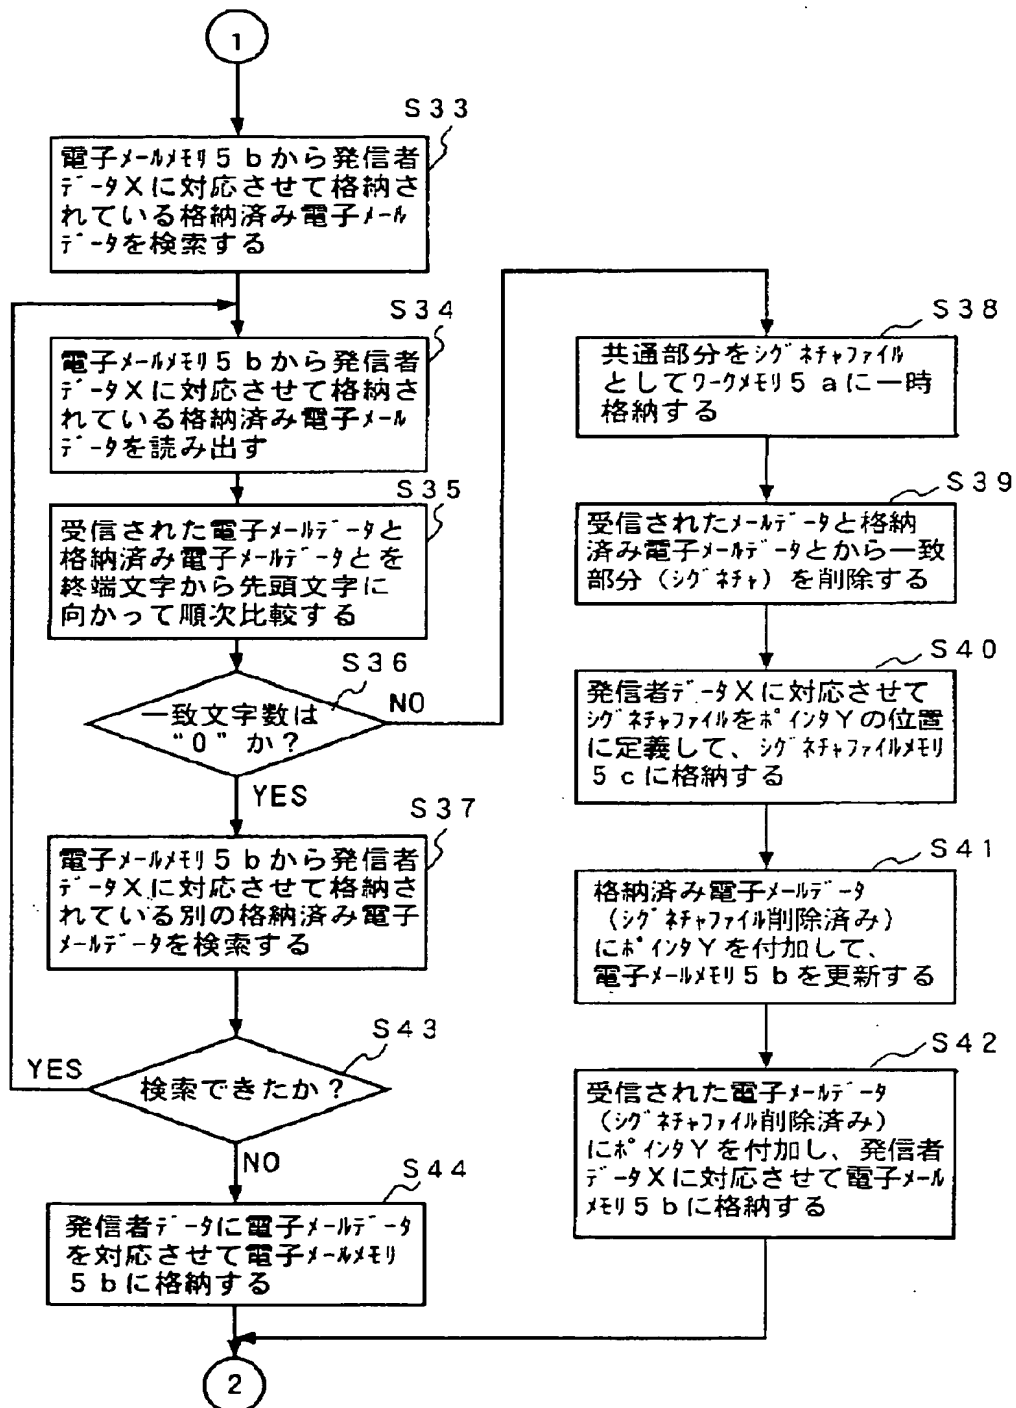 1
S33
電子メールメモリ5bから発信者
データXに対応させて格納さ
れている格納済み電子メール
データを検索する
S34
電子メールメモリ5bから発信者
データXに対応させて格納さ
れている格納済み電子メール
データを読み出す
S35
受信された電子メールデータと
格納済み電子メールデータとを
終端文字から先頭文字に
向かって順次比較する
S36
一致文字数は
“0”か?
NO
YES
S37
電子メールメモリ5bから発信者
データXに対応させて格納さ
れている別の格納済み電子
メールデータを検索する
S43
検索できたか?
YES
NO
S44
発信者データに電子メールデータ
を対応させて電子メールメモリ
5bに格納する
2
S38
共通部分をシグネチャファイル
としてワークメモリ5aに一時
格納する
S39
受信されたメールデータと格納
済み電子メールデータとから一致
部分(シグネチャ)を削除する
S40
発信者データXに対応させて
シグネチャファイルをポインタYの位置
に定義して、シグネチャファイルメモリ
5cに格納する
S41
格納済み電子メールデータ
(シグネチャファイル削除済み)
にポインタYを付加して、
電子メールメモリ5bを更新する
S42
受信された電子メールデータ
(シグネチャファイル削除済み)
にポインタYを付加し、発信者
データXに対応させて電子メール
メモリ5bに格納する